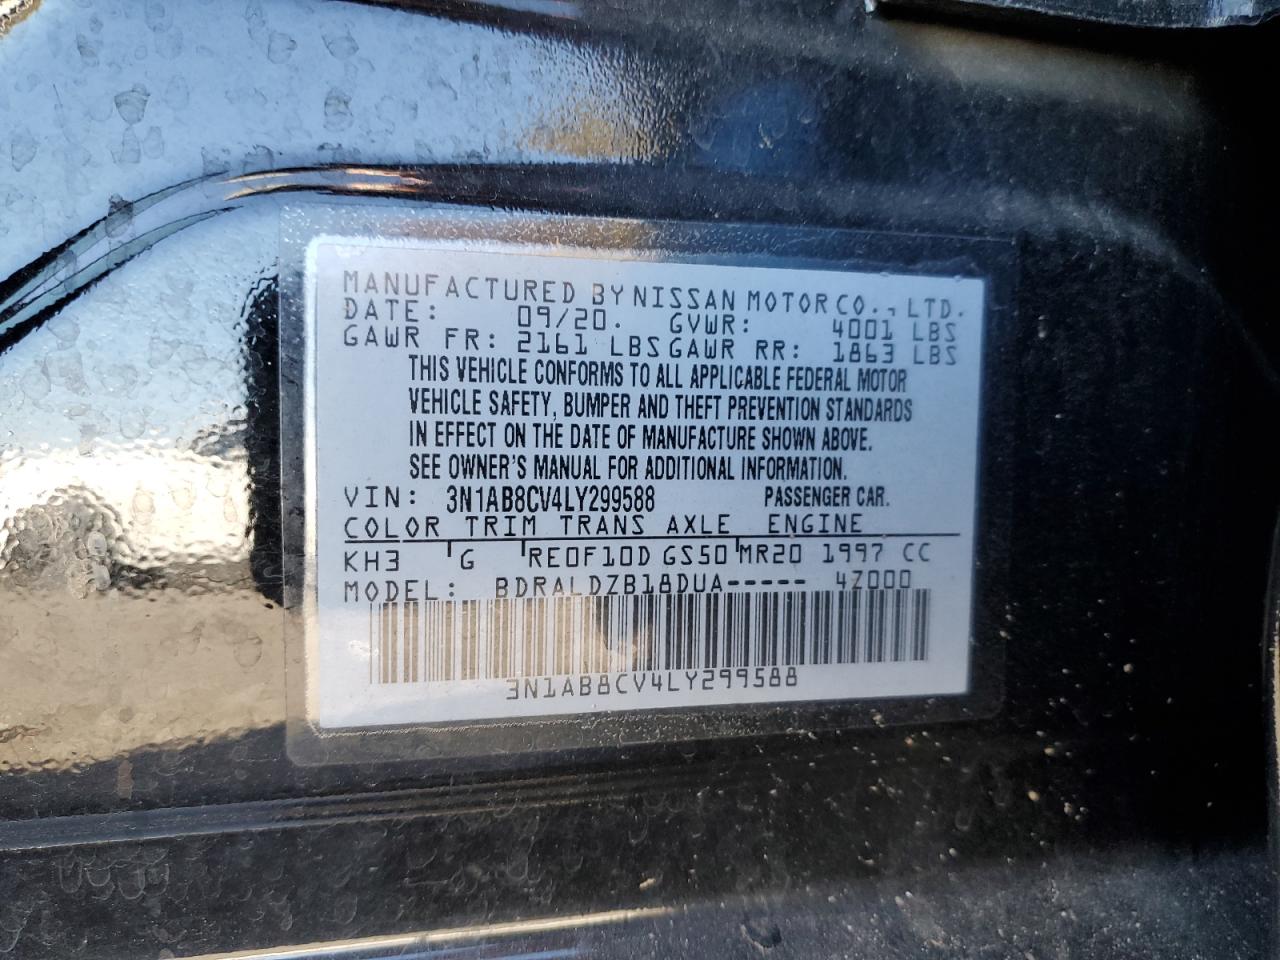 MANUFACTURED BY NISSAN MOTOR CO., LTD.
DATE: 09/20. GVWR: 4001 LBS
GAWR FR: 2161 LBS GAWR RR: 1863 LBS
THIS VEHICLE CONFORMS TO ALL APPLICABLE FEDERAL MOTOR
VEHICLE SAFETY, BUMPER AND THEFT PREVENTION STANDARDS
IN EFFECT ON THE DATE OF MANUFACTURE SHOWN ABOVE.
SEE OWNER'S MANUAL FOR ADDITIONAL INFORMATION.
VIN: 3N1AB8CV4LY299588 PASSENGER CAR.
COLOR TRIM TRANS AXLE ENGINE
KH3 G RE0F10D GS50 MR20 1997 CC
MODEL: BDRALDZB18DUA----- 4Z000
3N1AB8CV4LY299588